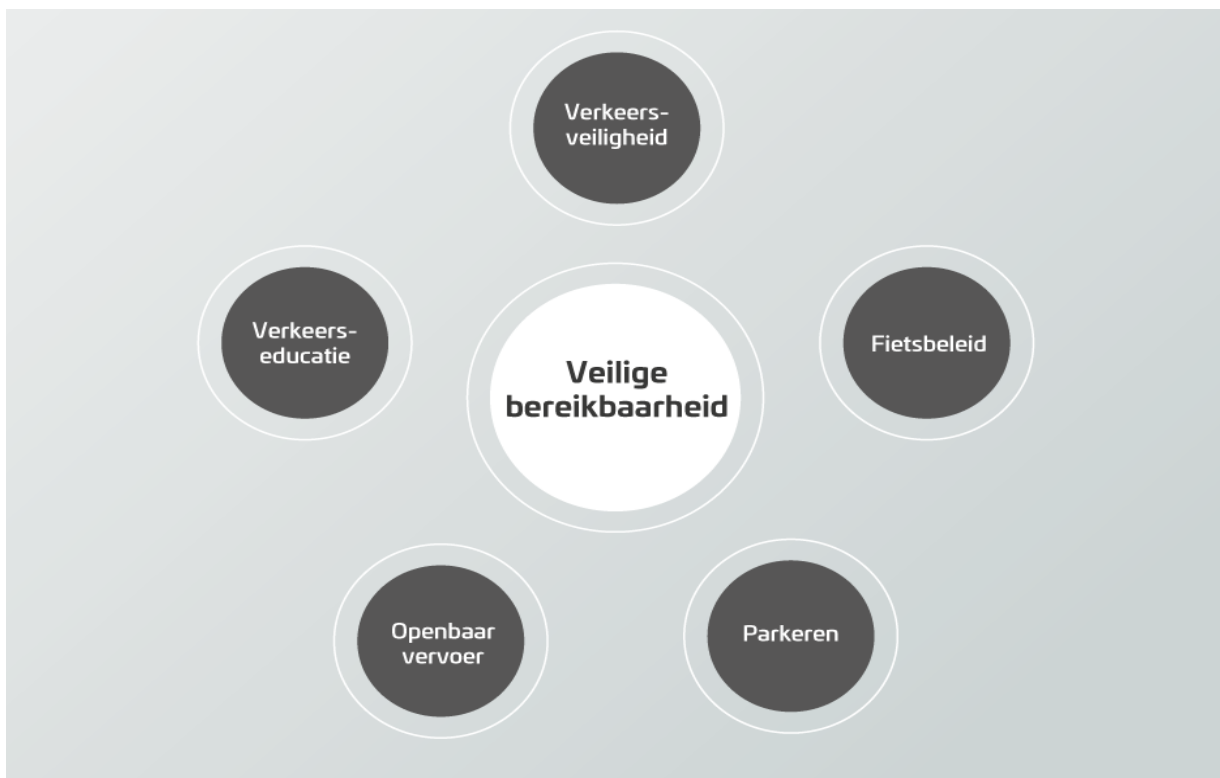 Verkeers-
veiligheid
Verkeers-
educatie
Veilige
bereikbaarheid
Fietsbeleid
Openbaar
vervoer
Parkeren